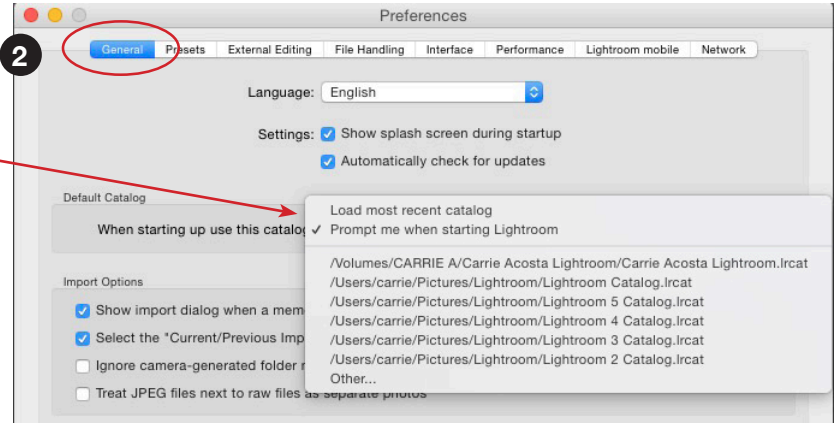 Preferences
2
General Presets External Editing File Handling Interface Performance Lightroom mobile Network
Language: English
Settings: Show splash screen during startup
Automatically check for updates
Default Catalog
When starting up use this catalog
Load most recent catalog
✓ Prompt me when starting Lightroom
/Volumes/CARRIE A/Carrie Acosta Lightroom/Carrie Acosta Lightroom.lrcat
/Users/carrie/Pictures/Lightroom/Lightroom Catalog.lrcat
/Users/carrie/Pictures/Lightroom/Lightroom 5 Catalog.lrcat
/Users/carrie/Pictures/Lightroom/Lightroom 4 Catalog.lrcat
/Users/carrie/Pictures/Lightroom/Lightroom 3 Catalog.lrcat
/Users/carrie/Pictures/Lightroom/Lightroom 2 Catalog.lrcat
Other...
Import Options
Show import dialog when a mem
Select the "Current/Previous Imp
Ignore camera-generated folder
Treat JPEG files next to raw files as separate photos